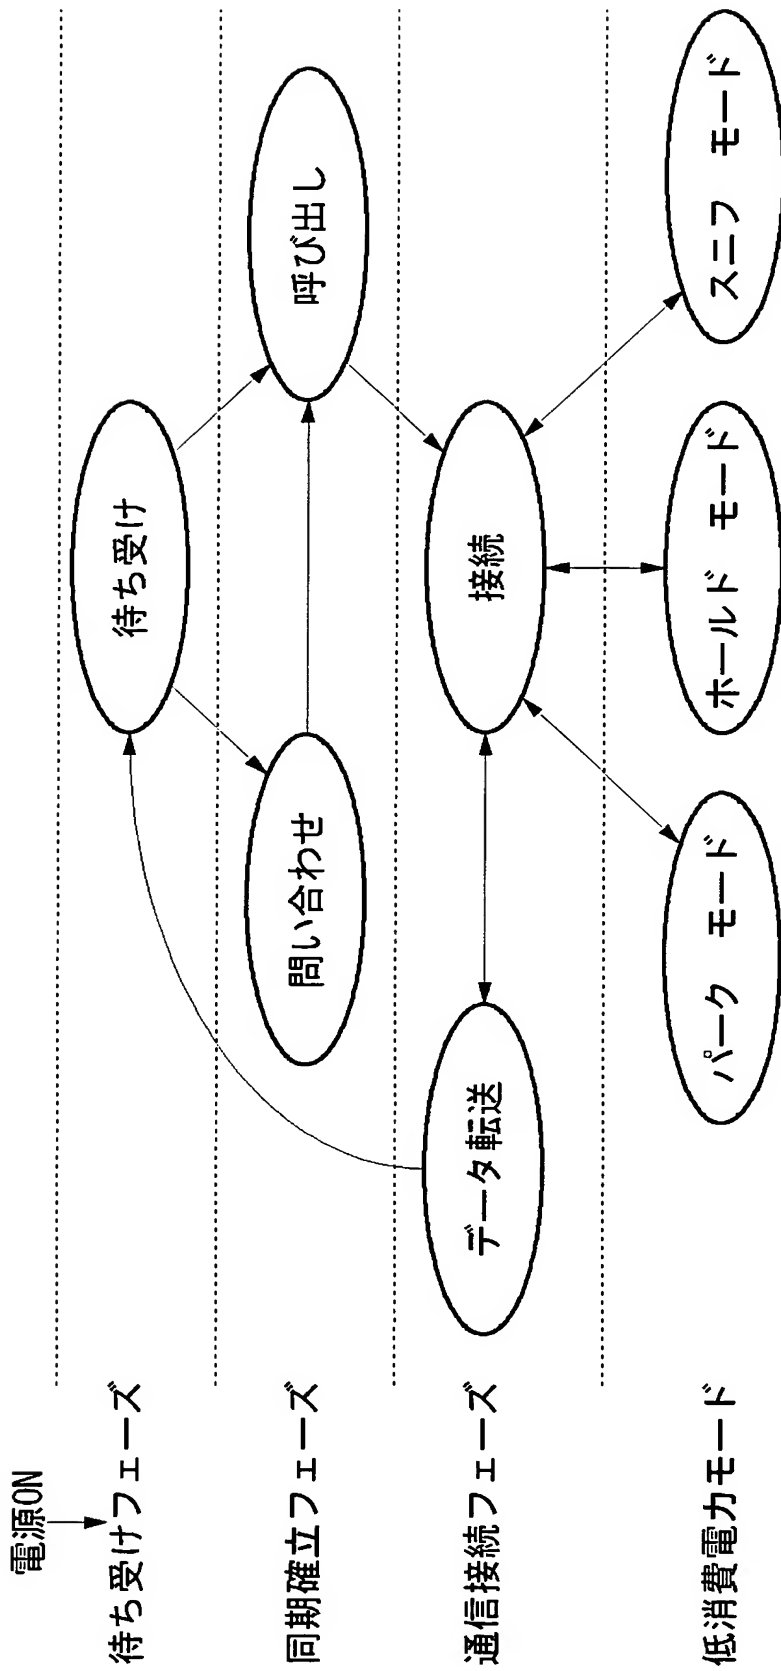 電源ON
待ち受けフェーズ
待ち受け
同期確立フェーズ
問い合わせ
呼び出し
通信接続フェーズ
データ転送
接続
低消費電力モード
パーク モード
ホールド モード
スニフ モード